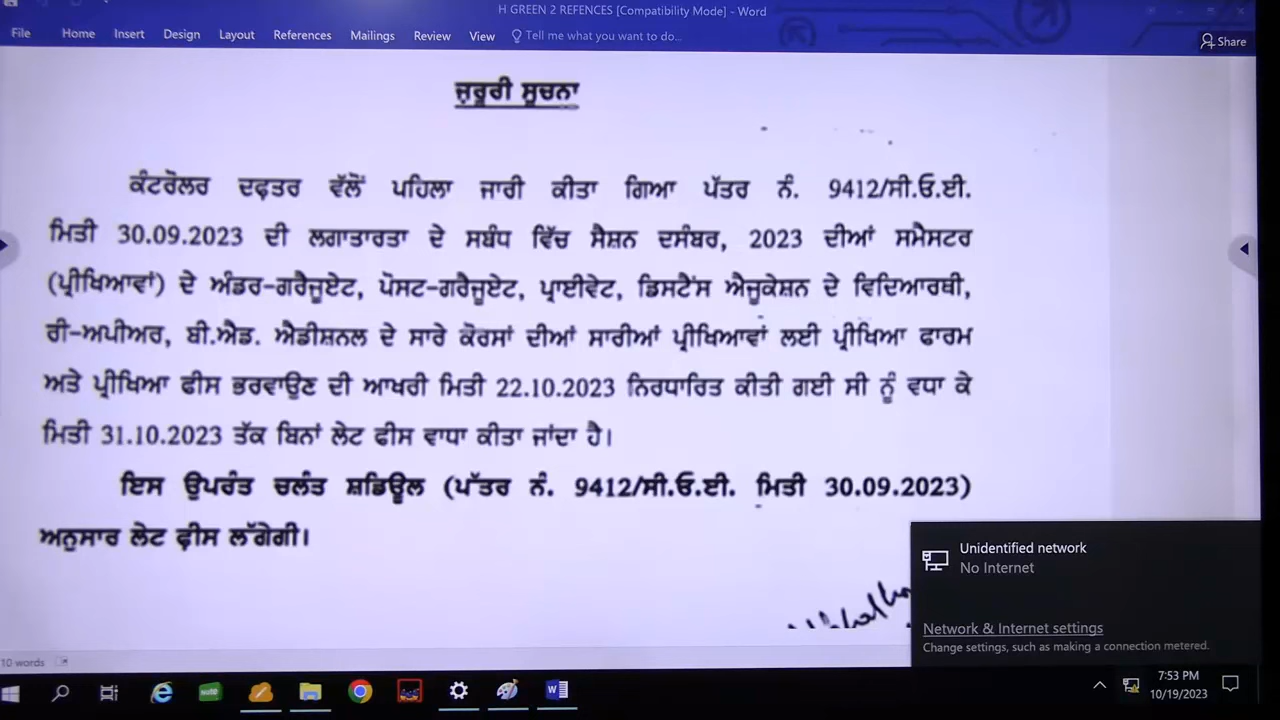 H GREEN 2 REFENCES [Compatibility Mode] - Word
File Home Insert Design Layout References Mailings Review View Tell me what you want to do... Share
ਜ਼ਰੂਰੀ ਸੂਚਨਾ
ਕੰਟਰੋਲਰ ਦਫ਼ਤਰ ਵੱਲੋਂ ਪਹਿਲਾ ਜਾਰੀ ਕੀਤਾ ਗਿਆ ਪੱਤਰ ਨੰ. 9412/ਸੀ.ਓ.ਈ.
ਮਿਤੀ 30.09.2023 ਦੀ ਲਗਾਤਾਰਤਾ ਦੇ ਸਬੰਧ ਵਿੱਚ ਸੈਸ਼ਨ ਦਸੰਬਰ, 2023 ਦੀਆਂ ਸਮੈਸਟਰ
(ਪ੍ਰੀਖਿਆਵਾਂ) ਦੇ ਅੰਡਰ-ਗਰੈਜੂਏਟ, ਪੋਸਟ-ਗਰੈਜੂਏਟ, ਪ੍ਰਾਈਵੇਟ, ਡਿਸਟੈਂਸ ਐਜੂਕੇਸ਼ਨ ਦੇ ਵਿਦਿਆਰਥੀ,
ਰੀ-ਅਪੀਅਰ, ਬੀ.ਐਡ. ਐਡੀਸ਼ਨਲ ਦੇ ਸਾਰੇ ਕੋਰਸਾਂ ਦੀਆਂ ਸਾਰੀਆਂ ਪ੍ਰੀਖਿਆਵਾਂ ਲਈ ਪ੍ਰੀਖਿਆ ਫਾਰਮ
ਅਤੇ ਪ੍ਰੀਖਿਆ ਫੀਸ ਭਰਵਾਉਣ ਦੀ ਆਖਰੀ ਮਿਤੀ 22.10.2023 ਨਿਰਧਾਰਿਤ ਕੀਤੀ ਗਈ ਸੀ ਨੂੰ ਵਧਾ ਕੇ
ਮਿਤੀ 31.10.2023 ਤੱਕ ਬਿਨਾਂ ਲੇਟ ਫੀਸ ਵਾਧਾ ਕੀਤਾ ਜਾਂਦਾ ਹੈ।
ਇਸ ਉਪਰੰਤ ਚਲੰਤ ਸ਼ਡਿਊਲ (ਪੱਤਰ ਨੰ. 9412/ਸੀ.ਓ.ਈ. ਮਿਤੀ 30.09.2023)
ਅਨੁਸਾਰ ਲੇਟ ਫ਼ੀਸ ਲੱਗੇਗੀ।
Unidentified network
No Internet
Network & Internet settings
Change settings, such as making a connection metered.
10 words
7:53 PM
10/19/2023